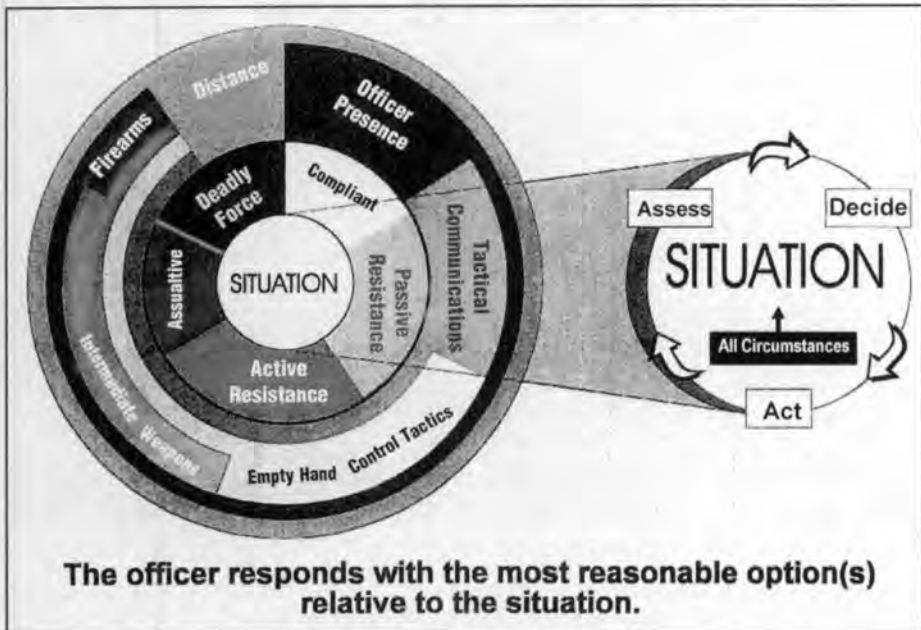 Distance
Officer
Presence
Firearms
Deadly
Force
Compliant
Tactical
Communications
Passive
Resistance
SITUATION
Assualtive
Active
Resistance
Intermediate Weapons
Empty Hand Control Tactics
Assess
Decide
SITUATION
All Circumstances
Act
The officer responds with the most reasonable option(s)
relative to the situation.